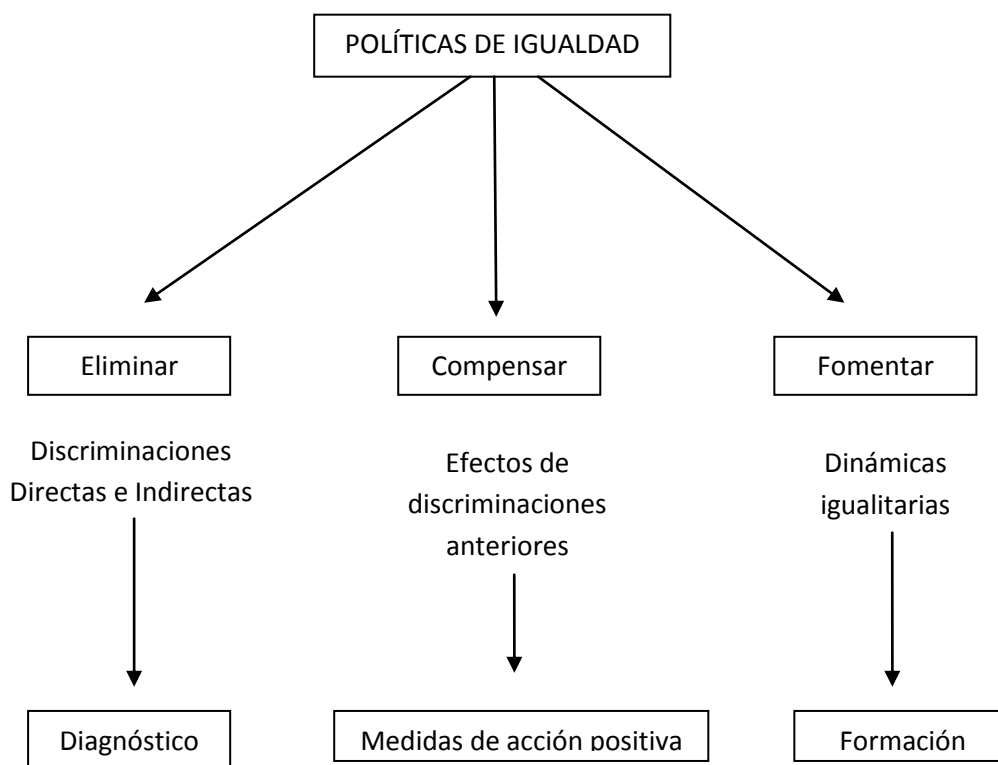 POLÍTICAS DE IGUALDAD
Eliminar
Compensar
Fomentar
Discriminaciones
Directas e Indirectas
Efectos de
discriminaciones
anteriores
Dinámicas
igualitarias
Diagnóstico
Medidas de acción positiva
Formación